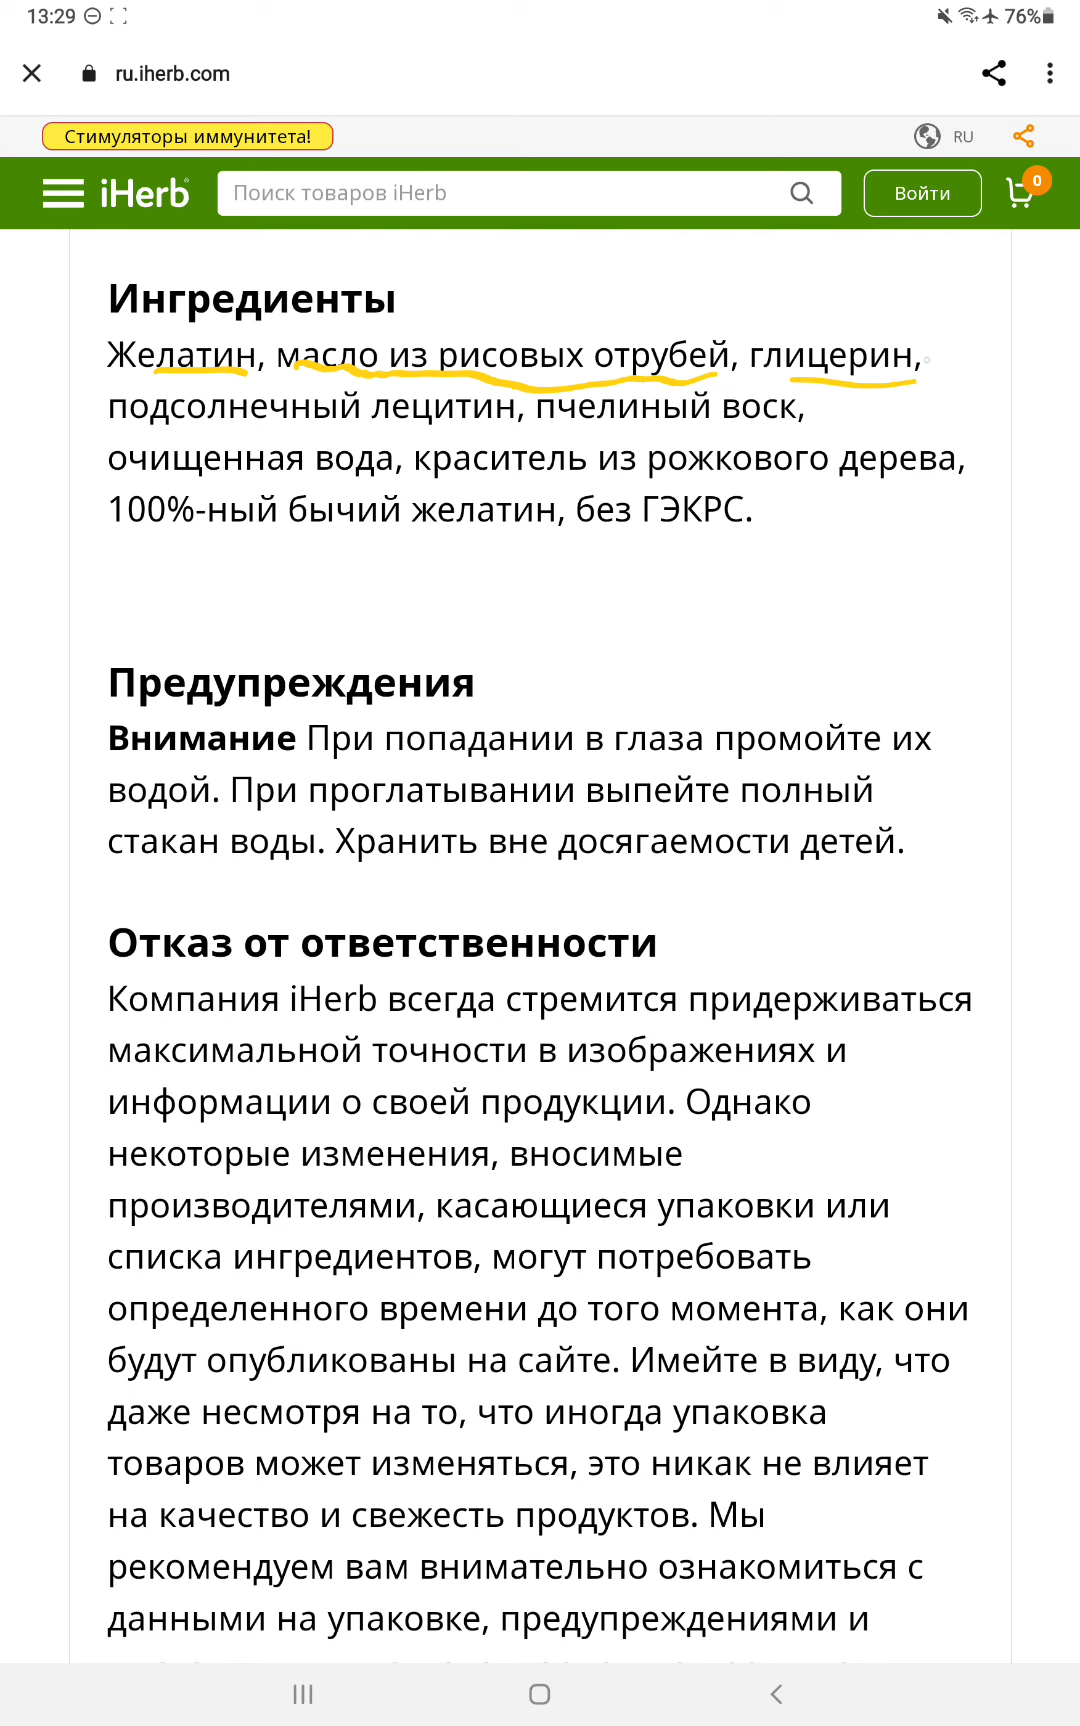 13:29
76%
ru.iherb.com
Стимуляторы иммунитета!
RU
iHerb
Поиск товаров iHerb
Войти
0
Ингредиенты
Желатин, масло из рисовых отрубей, глицерин,
подсолнечный лецитин, пчелиный воск,
очищенная вода, краситель из рожкового дерева,
100%-ный бычий желатин, без ГЭКРС.
Предупреждения
Внимание При попадании в глаза промойте их
водой. При проглатывании выпейте полный
стакан воды. Хранить вне досягаемости детей.
Отказ от ответственности
Компания iHerb всегда стремится придерживаться
максимальной точности в изображениях и
информации о своей продукции. Однако
некоторые изменения, вносимые
производителями, касающиеся упаковки или
списка ингредиентов, могут потребовать
определенного времени до того момента, как они
будут опубликованы на сайте. Имейте в виду, что
даже несмотря на то, что иногда упаковка
товаров может изменяться, это никак не влияет
на качество и свежесть продуктов. Мы
рекомендуем вам внимательно ознакомиться с
данными на упаковке, предупреждениями и